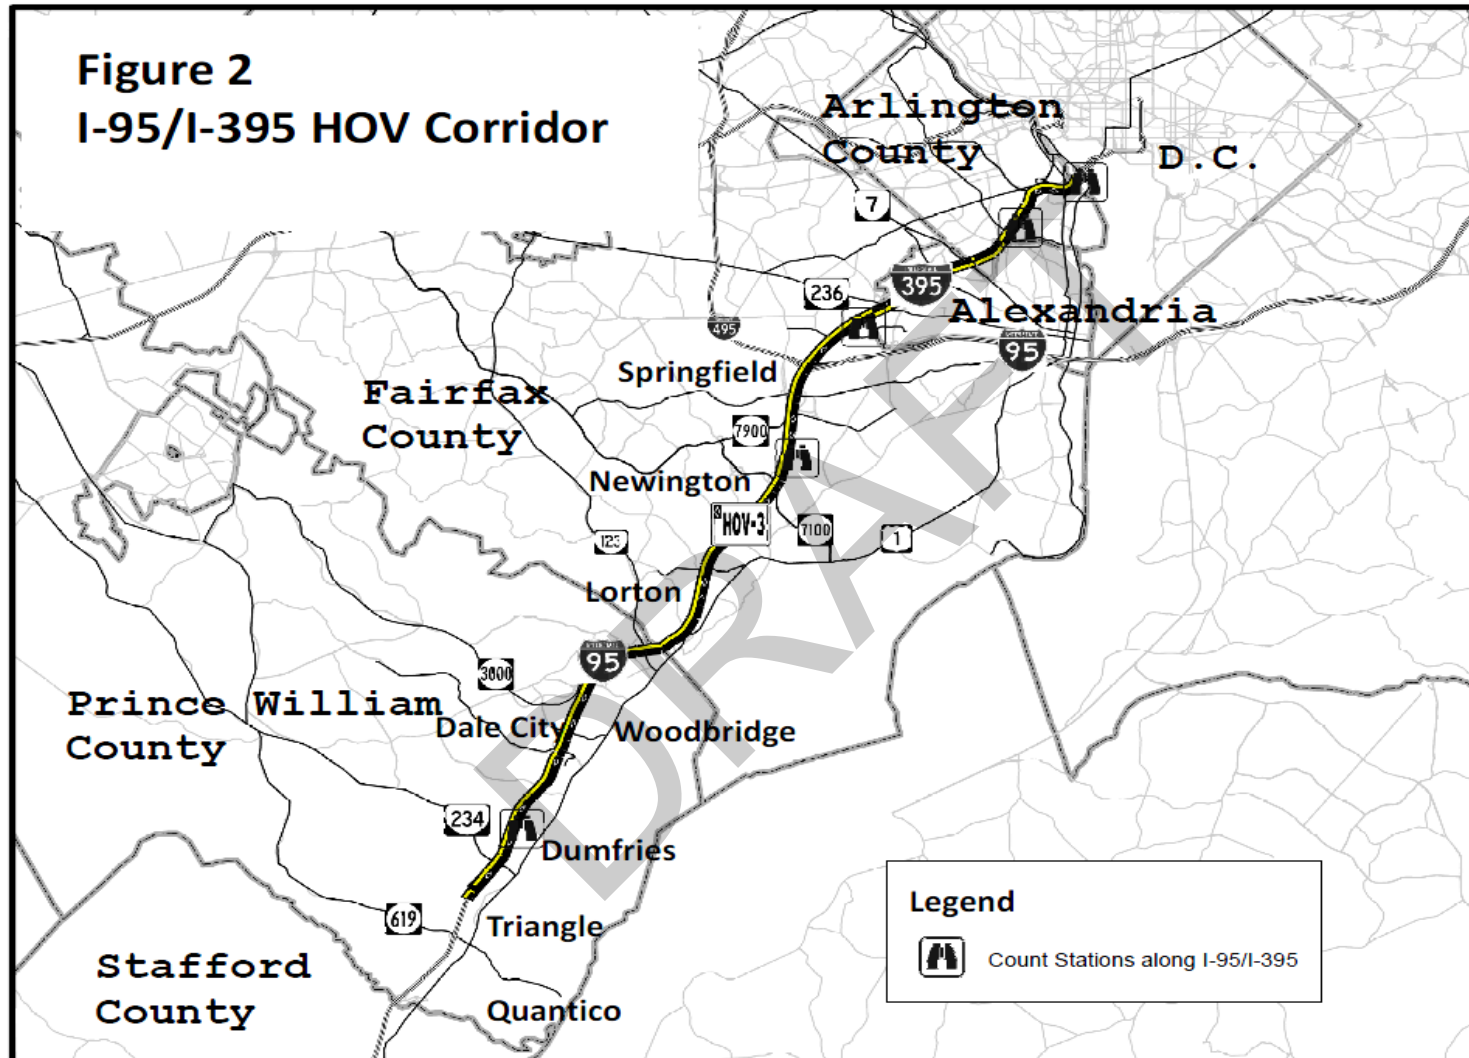 Figure 2
I-95/I-395 HOV Corridor
Arlington
County
D.C.
7
395
236
Alexandria
495
95
Springfield
Fairfax
County
7900
Newington
HOV-3
7100
1
123
Lorton
95
3000
Prince William
County
Dale City
Woodbridge
234
Dumfries
619
Triangle
Stafford
County
Quantico
Legend
Count Stations along I-95/I-395
DRAFT